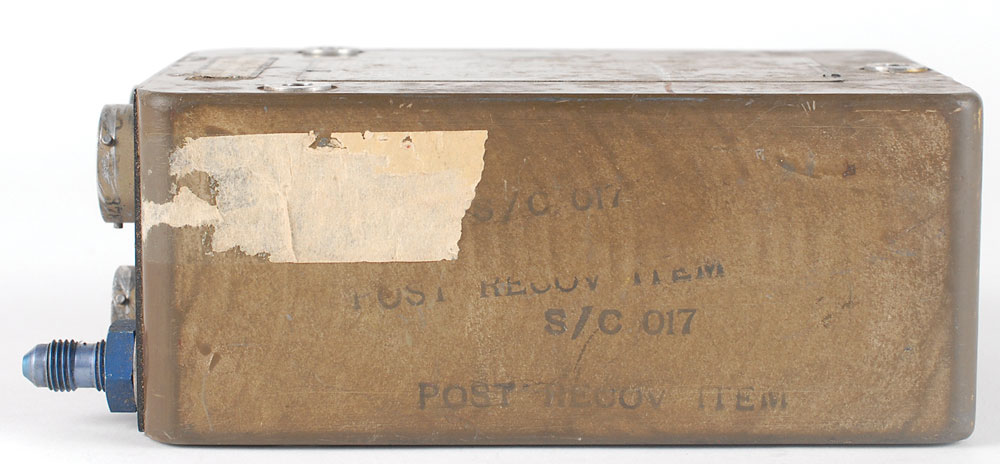 S/C 017
POST RECOV ITEM
S/C 017
POST RECOV ITEM